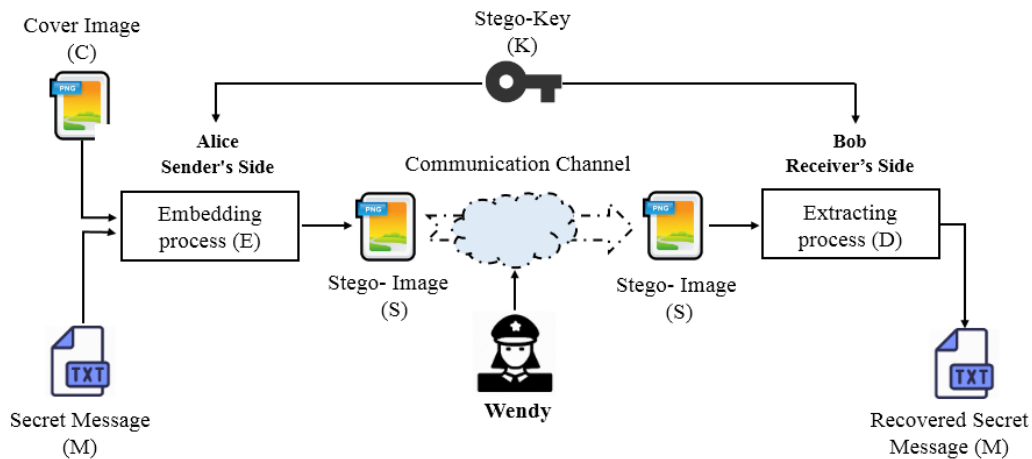 Cover Image
(C)
PNG
Stego-Key
(K)
Alice
Sender's Side
Bob
Receiver's Side
Communication Channel
Embedding
process (E)
PNG
Stego- Image
(S)
PNG
Stego- Image
(S)
Extracting
process (D)
Wendy
TXT
Secret Message
(M)
TXT
Recovered Secret
Message (M)